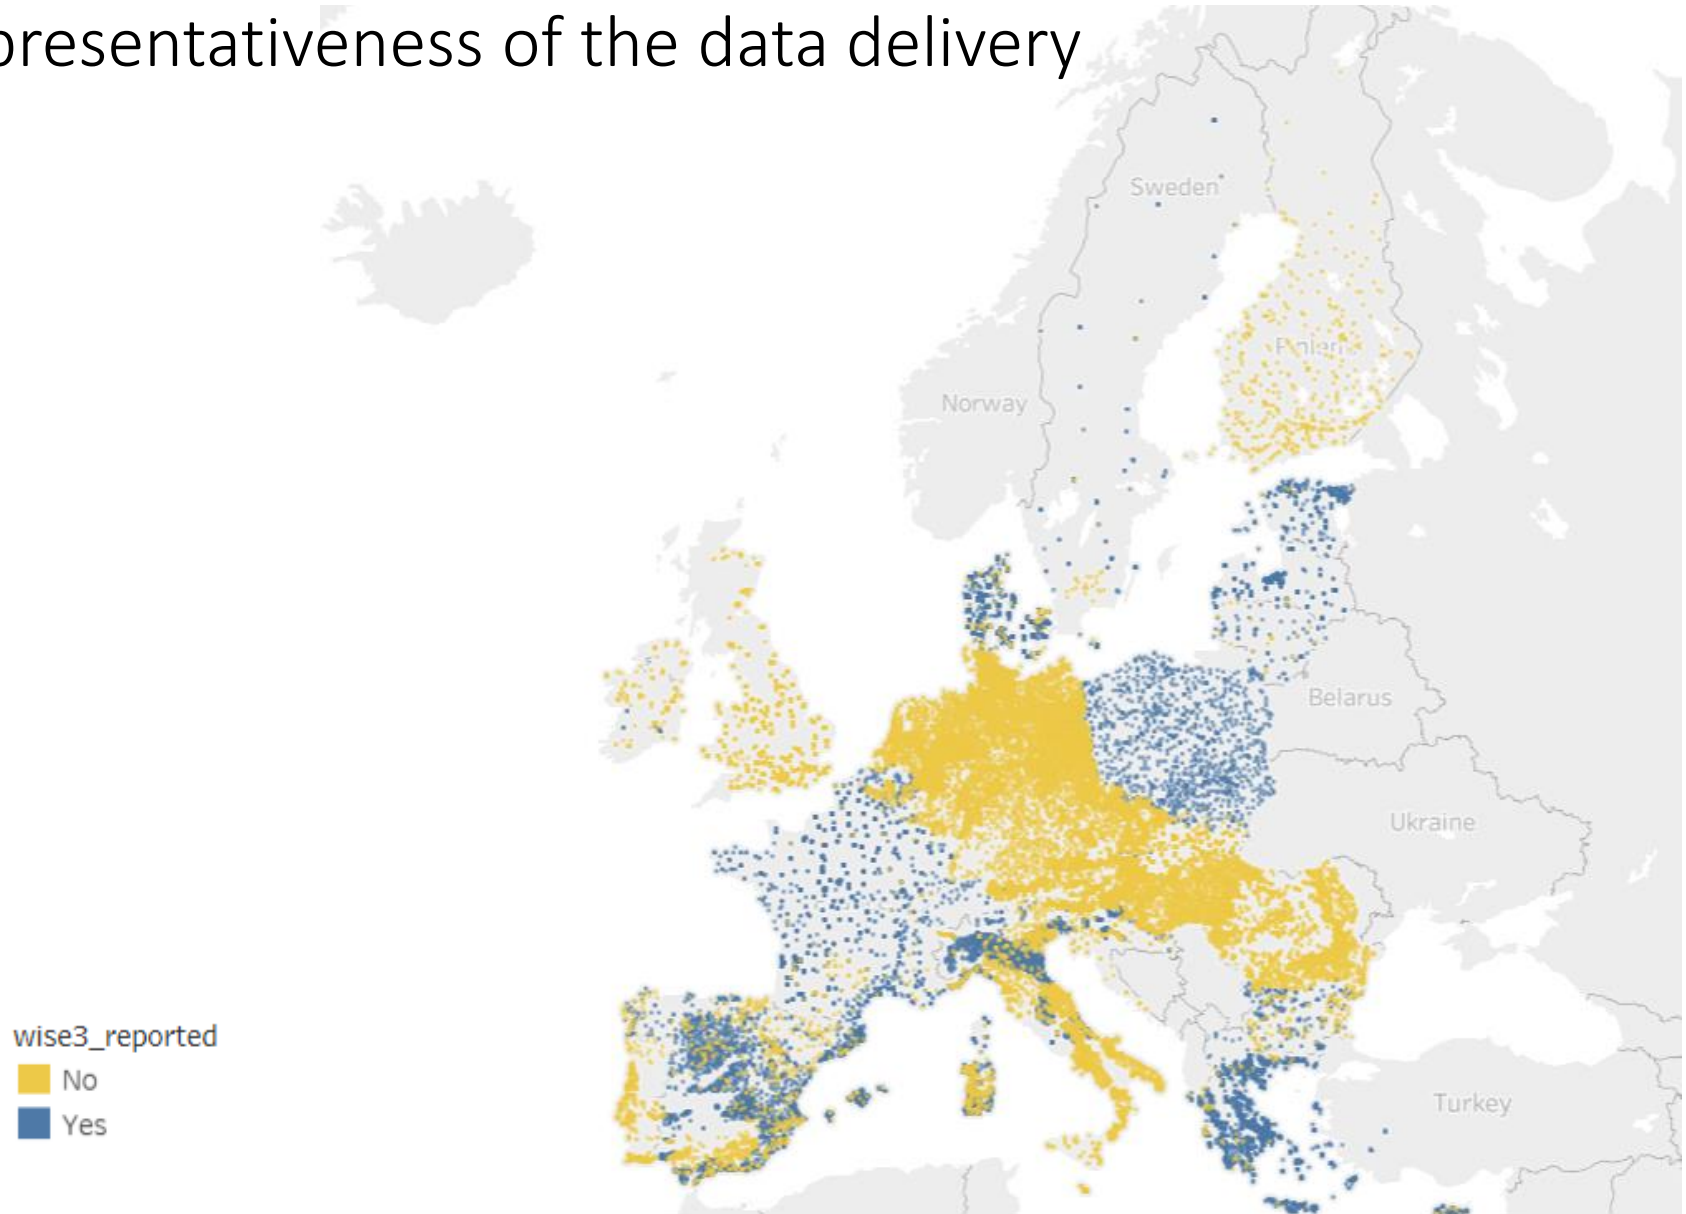 presentativeness of the data delivery
Sweden
Norway
Belarus
Ukraine
Turkey
wise3_reported
No
Yes